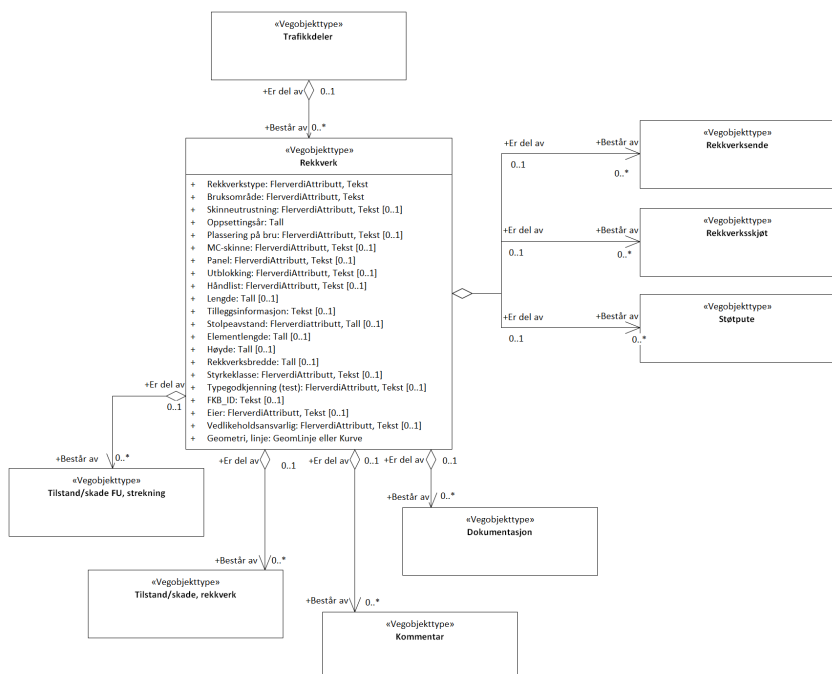 «Vegobjekttype»
Trafikkdeler
+Er del av
0..1
+Består av
0..*
«Vegobjekttype»
Rekkverk
+ Rekkverkstype: FlerverdiAttributt, Tekst
+ Bruksområde: FlerverdiAttributt, Tekst
+ Skinneutrustning: FlerverdiAttributt, Tekst [0..1]
+ Oppsettingsår: Tall
+ Plassering på bru: FlerverdiAttributt, Tekst [0..1]
+ MC-skinne: FlerverdiAttributt, Tekst [0..1]
+ Panel: FlerverdiAttributt, Tekst [0..1]
+ Utblokking: FlerverdiAttributt, Tekst [0..1]
+ Håndlist: FlerverdiAttributt, Tekst [0..1]
+ Lengde: Tall [0..1]
+ Tilleggsinformasjon: Tekst [0..1]
+ Stolpeavstand: Flerverdiattributt, Tall [0..1]
+ Elementlengde: Tall [0..1]
+ Høyde: Tall [0..1]
+ Rekkverksbredde: Tall [0..1]
+ Styrkeklasse: FlerverdiAttributt, Tekst [0..1]
+ Typegodkjenning (test): FlerverdiAttributt, Tekst [0..1]
+ FKB_ID: Tekst [0..1]
+ Eier: FlerverdiAttributt, Tekst [0..1]
+ Vedlikeholdsansvarlig: FlerverdiAttributt, Tekst [0..1]
+ Geometri, linje: GeomLinje eller Kurve
+Er del av
0..1
+Består av
0..*
«Vegobjekttype»
Rekkverksende
+Er del av
0..1
+Består av
0..*
«Vegobjekttype»
Rekkverksskjøt
+Er del av
0..1
+Består av
0..*
«Vegobjekttype»
Støtpute
+Er del av
0..1
+Består av
0..*
«Vegobjekttype»
Tilstand/skade FU, strekning
+Er del av
0..1
+Består av
0..*
«Vegobjekttype»
Tilstand/skade, rekkverk
+Er del av
0..1
+Består av
0..*
«Vegobjekttype»
Kommentar
+Er del av
0..1
+Består av
0..*
«Vegobjekttype»
Dokumentasjon